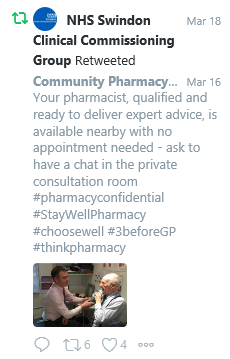 NHS Swindon Mar 18
Clinical Commissioning
Group Retweeted
Community Pharmacy... Mar 16
Your pharmacist, qualified and
ready to deliver expert advice, is
available nearby with no
appointment needed - ask to
have a chat in the private
consultation room
#pharmacyconfidential
#StayWellPharmacy
#choosewell #3beforeGP
#thinkpharmacy
6 4